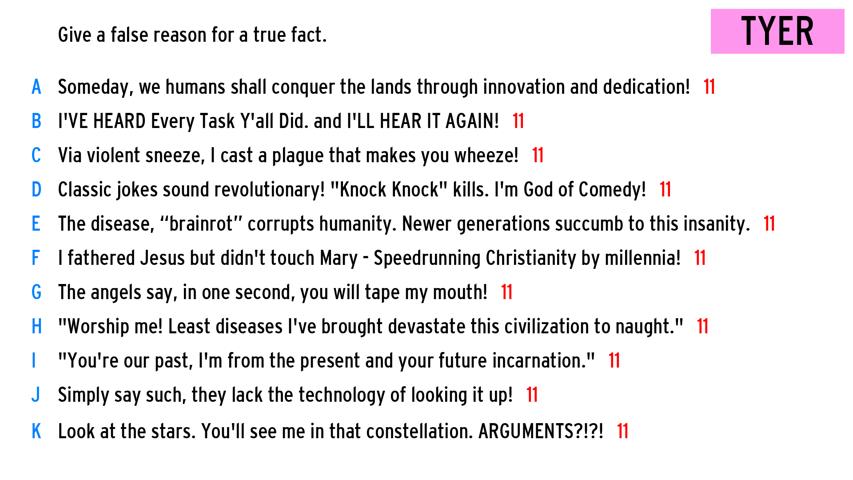 Give a false reason for a true fact.
TYER
A Someday, we humans shall conquer the lands through innovation and dedication! 11
B I'VE HEARD Every Task Y'all Did. and I'LL HEAR IT AGAIN! 11
C Via violent sneeze, I cast a plague that makes you wheeze! 11
D Classic jokes sound revolutionary! "Knock Knock" kills. I'm God of Comedy! 11
E The disease, “brainrot” corrupts humanity. Newer generations succumb to this insanity. 11
F I fathered Jesus but didn't touch Mary - Speedrunning Christianity by millennia! 11
G The angels say, in one second, you will tape my mouth! 11
H "Worship me! Least diseases I've brought devastate this civilization to naught." 11
I "You're our past, I'm from the present and your future incarnation." 11
J Simply say such, they lack the technology of looking it up! 11
K Look at the stars. You'll see me in that constellation. ARGUMENTS?!?! 11